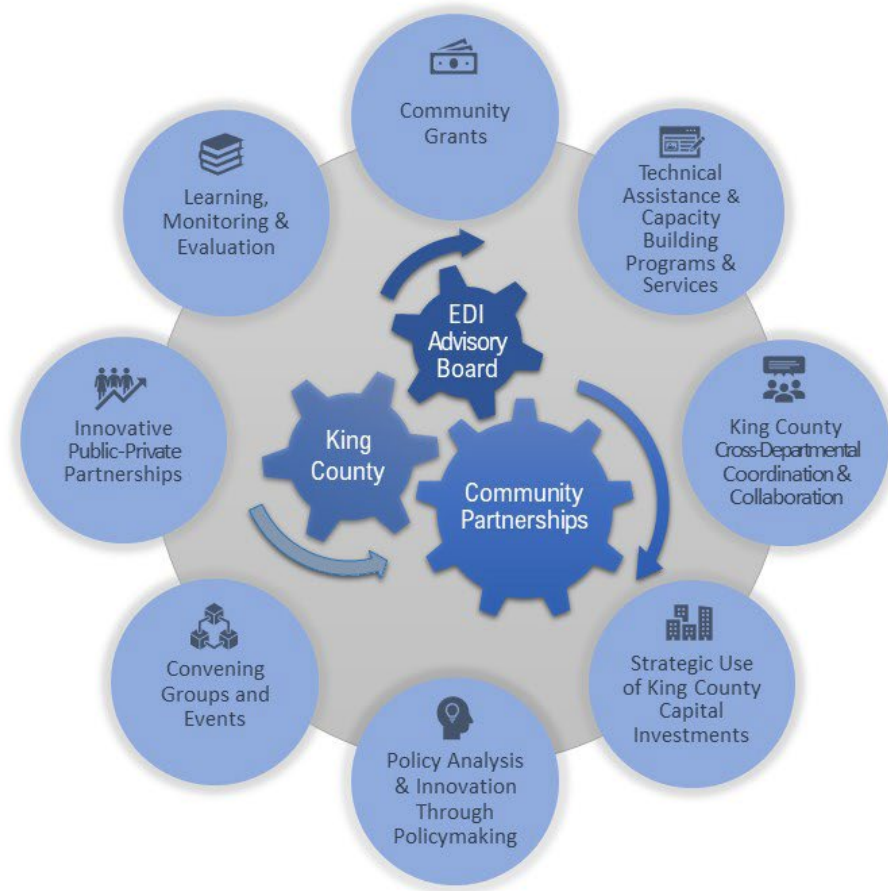 Community
Grants
Technical
Assistance &
Capacity
Building
Programs &
Services
King County
Cross-Departmental
Coordination &
Collaboration
Strategic Use
of King County
Capital
Investments
Policy Analysis
& Innovation
Through
Policymaking
Convening
Groups and
Events
Innovative
Public-Private
Partnerships
Learning,
Monitoring &
Evaluation
EDI
Advisory
Board
King
County
Community
Partnerships